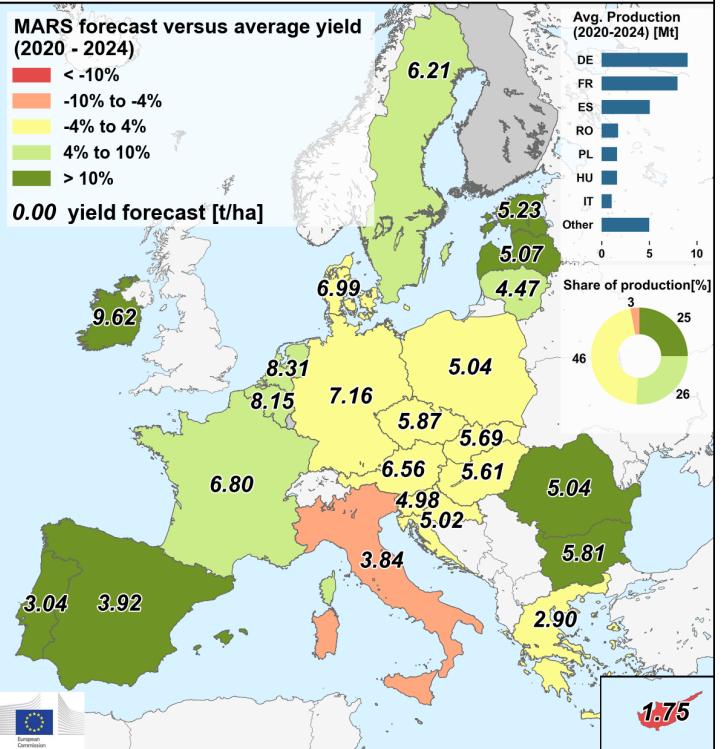 MARS forecast versus average yield
(2020 - 2024)
< -10%
-10% to -4%
-4% to 4%
4% to 10%
> 10%
0.00 yield forecast [t/ha]
Avg. Production
(2020-2024) [Mt]
DE
FR
ES
RO
PL
HU
IT
Other
0 5 10
Share of production[%]
3
25
46
26
6.21
5.23
5.07
4.47
6.99
9.62
8.31
8.15
7.16
5.04
5.87
5.69
6.56
5.61
6.80
4.98
5.02
5.04
3.84
5.81
3.04
3.92
2.90
1.75
European
Commission